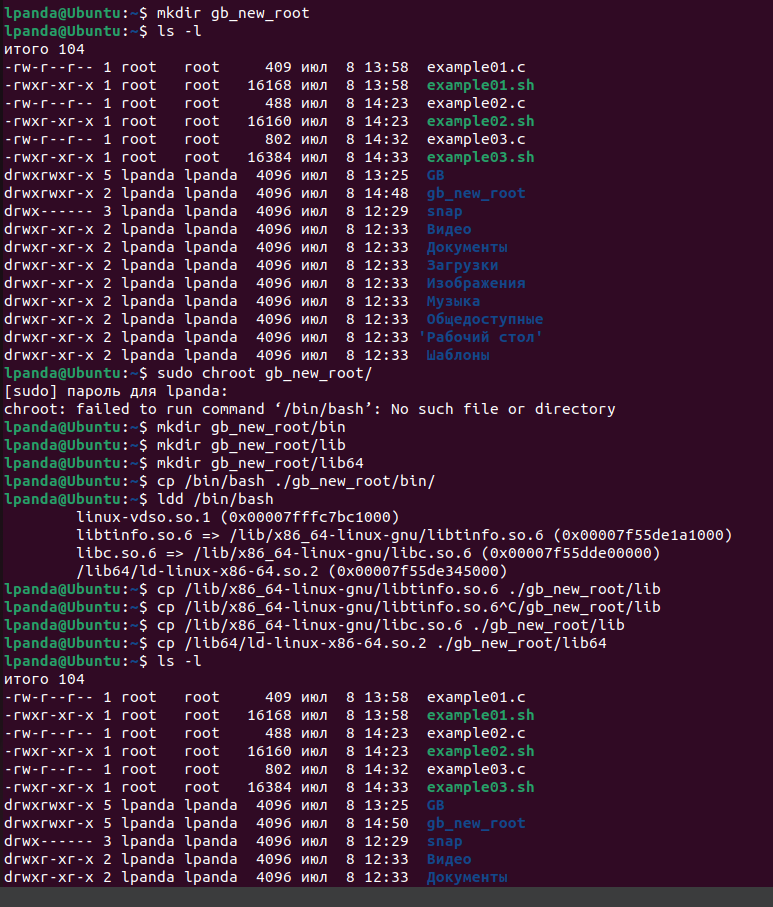 lpanda@Ubuntu:~$ mkdir gb_new_root
lpanda@Ubuntu:~$ ls -l
итого 104
-rw-r--r-- 1 root   root     409 июл  8 13:58  example01.c
-rwxr-xr-x 1 root   root   16168 июл  8 13:58  example01.sh
-rw-r--r-- 1 root   root     488 июл  8 14:23  example02.c
-rwxr-xr-x 1 root   root   16160 июл  8 14:23  example02.sh
-rw-r--r-- 1 root   root     802 июл  8 14:32  example03.c
-rwxr-xr-x 1 root   root   16384 июл  8 14:33  example03.sh
drwxrwxr-x 5 lpanda lpanda  4096 июл  8 13:25  GB
drwxrwxr-x 2 lpanda lpanda  4096 июл  8 14:48  gb_new_root
drwx------ 3 lpanda lpanda  4096 июл  8 12:29  snap
drwxr-xr-x 2 lpanda lpanda  4096 июл  8 12:33  Видео
drwxr-xr-x 2 lpanda lpanda  4096 июл  8 12:33  Документы
drwxr-xr-x 2 lpanda lpanda  4096 июл  8 12:33  Загрузки
drwxr-xr-x 2 lpanda lpanda  4096 июл  8 12:33  Изображения
drwxr-xr-x 2 lpanda lpanda  4096 июл  8 12:33  Музыка
drwxr-xr-x 2 lpanda lpanda  4096 июл  8 12:33  Общедоступные
drwxr-xr-x 2 lpanda lpanda  4096 июл  8 12:33 'Рабочий стол'
drwxr-xr-x 2 lpanda lpanda  4096 июл  8 12:33  Шаблоны
lpanda@Ubuntu:~$ sudo chroot gb_new_root/
[sudo] пароль для lpanda:
chroot: failed to run command ‘/bin/bash’: No such file or directory
lpanda@Ubuntu:~$ mkdir gb_new_root/bin
lpanda@Ubuntu:~$ mkdir gb_new_root/lib
lpanda@Ubuntu:~$ mkdir gb_new_root/lib64
lpanda@Ubuntu:~$ cp /bin/bash ./gb_new_root/bin/
lpanda@Ubuntu:~$ ldd /bin/bash
linux-vdso.so.1 (0x00007fffc7bc1000)
libtinfo.so.6 => /lib/x86_64-linux-gnu/libtinfo.so.6 (0x00007f55de1a1000)
libc.so.6 => /lib/x86_64-linux-gnu/libc.so.6 (0x00007f55dde00000)
/lib64/ld-linux-x86-64.so.2 (0x00007f55de345000)
lpanda@Ubuntu:~$ cp /lib/x86_64-linux-gnu/libtinfo.so.6 ./gb_new_root/lib
lpanda@Ubuntu:~$ cp /lib/x86_64-linux-gnu/libtinfo.so.6^C/gb_new_root/lib
lpanda@Ubuntu:~$ cp /lib/x86_64-linux-gnu/libc.so.6 ./gb_new_root/lib
lpanda@Ubuntu:~$ cp /lib64/ld-linux-x86-64.so.2 ./gb_new_root/lib64
lpanda@Ubuntu:~$ ls -l
итого 104
-rw-r--r-- 1 root   root     409 июл  8 13:58  example01.c
-rwxr-xr-x 1 root   root   16168 июл  8 13:58  example01.sh
-rw-r--r-- 1 root   root     488 июл  8 14:23  example02.c
-rwxr-xr-x 1 root   root   16160 июл  8 14:23  example02.sh
-rw-r--r-- 1 root   root     802 июл  8 14:32  example03.c
-rwxr-xr-x 1 root   root   16384 июл  8 14:33  example03.sh
drwxrwxr-x 5 lpanda lpanda  4096 июл  8 13:25  GB
drwxrwxr-x 5 lpanda lpanda  4096 июл  8 14:50  gb_new_root
drwx------ 3 lpanda lpanda  4096 июл  8 12:29  snap
drwxr-xr-x 2 lpanda lpanda  4096 июл  8 12:33  Видео
drwxr-xr-x 2 lpanda lpanda  4096 июл  8 12:33  Документы